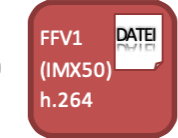 FFV1
DATEI
(IMX50)
h.264